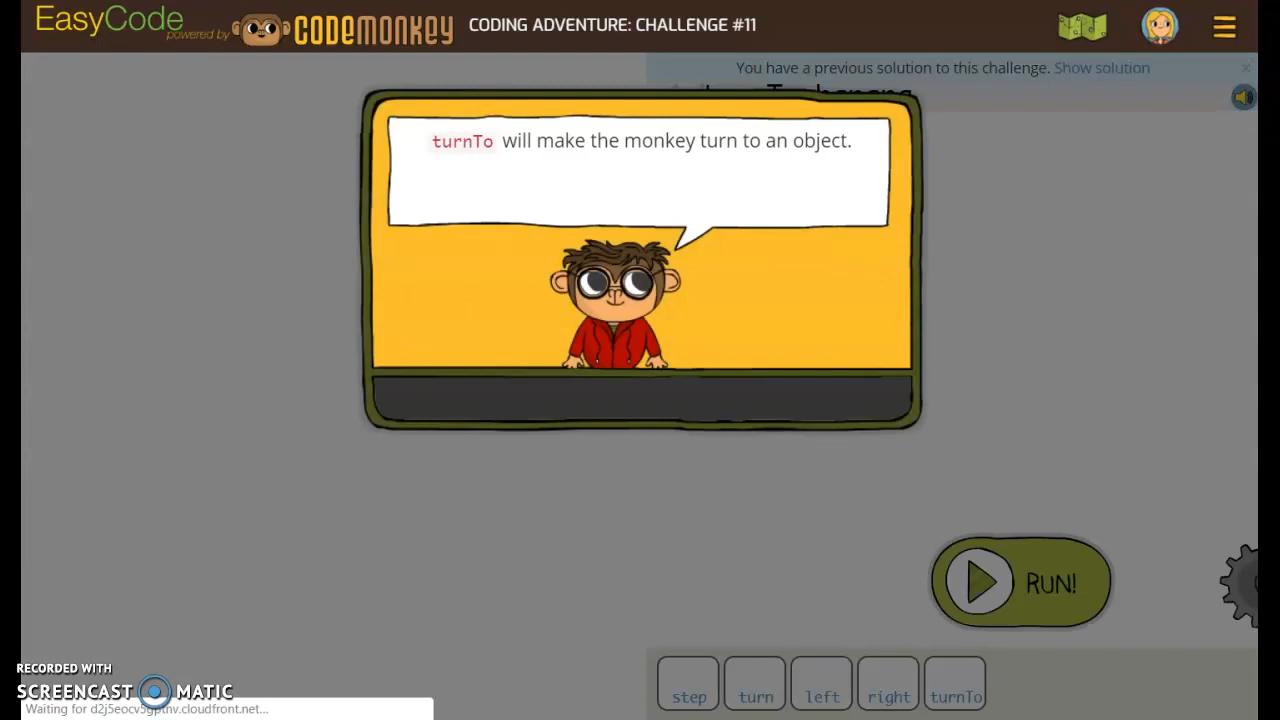 EasyCode
powered by
CODEMONKEY
CODING ADVENTURE: CHALLENGE #11
You have a previous solution to this challenge. Show solution
turnTo will make the monkey turn to an object.
RUN!
step
turn
left
right
turnTo
RECORDED WITH
SCREENCAST MATIC